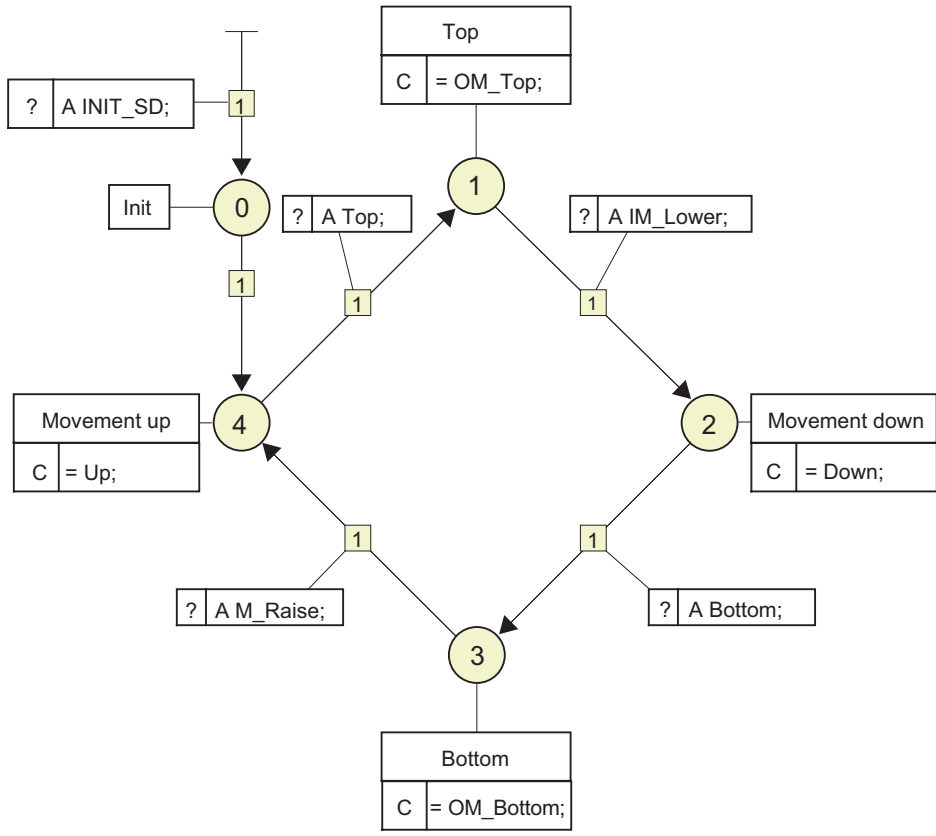 Top
C = OM_Top;
? A INIT_SD;
1
Init
0
1
? A Top;
1
1
? A IM_Lower;
1
Movement up
C = Up;
4
2
Movement down
C = Down;
1
1
? A M_Raise;
? A Bottom;
3
Bottom
C = OM_Bottom;